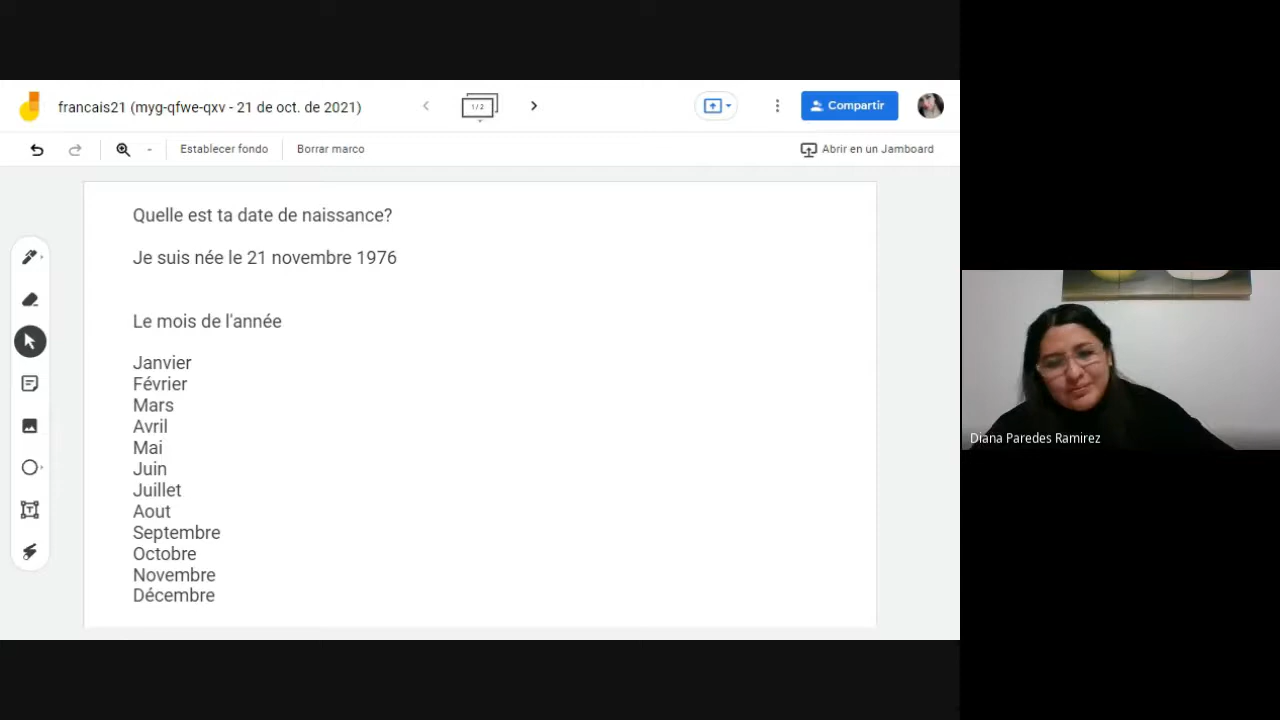 francais21 (myg-qfwe-qxv - 21 de oct. de 2021)
1/2
Compartir
Establecer fondo
Borrar marco
Abrir en un Jamboard
Quelle est ta date de naissance?
Je suis née le 21 novembre 1976
Le mois de l'année
Janvier
Février
Mars
Avril
Mai
Juin
Juillet
Aout
Septembre
Octobre
Novembre
Décembre
Diana Paredes Ramirez